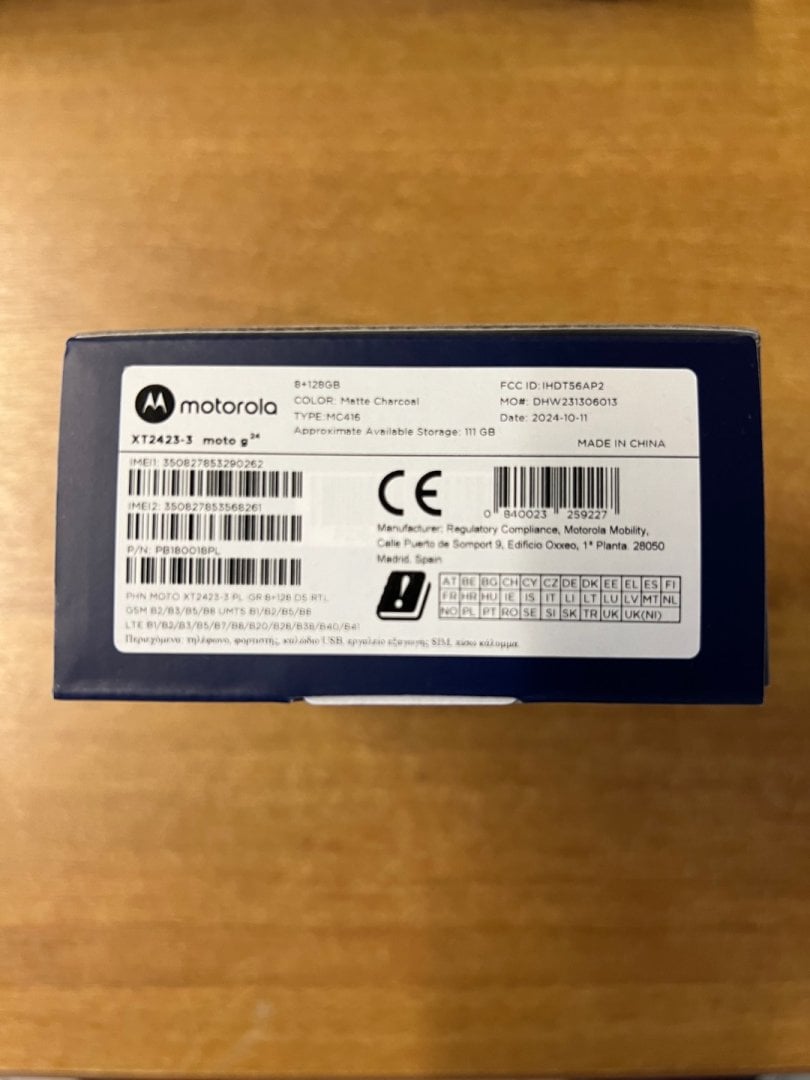 motorola
XT2423-3 moto g24
8+128GB
COLOR: Matte Charcoal
TYPE:MC416
Approximate Available Storage: 111 GB
FCC ID:IHDT56AP2
MO#: DHW231306013
Date: 2024-10-11
MADE IN CHINA
IMEI1: 350827853290262
IMEI2: 350827853568261
P/N: PB180018PL
PHN MOTO XT2423-3 PL GR 8+128 DS RTL
GSM B2/B3/B5/B8 UMTS B1/B2/B5/B8
LTE B1/B2/B3/B5/B7/B8/B20/B28/B38/B40/B41
Περιεχόμενα: τηλέφωνο, φορτιστής, καλώδιο USB, εργαλείο εξαγωγής SIM, πίσω κάλυμμα
CE
0 840023 259227
Manufacturer: Regulatory Compliance, Motorola Mobility,
Calle Puerto de Somport 9, Edificio Oxxeo, 1ª Planta. 28050
Madrid. Spain
AT BE BG CH CY CZ DE DK EE EL ES FI
FR HR HU IE IS IT LI LT LU LV MT NL
NO PL PT RO SE SI SK TR UK UK(NI)